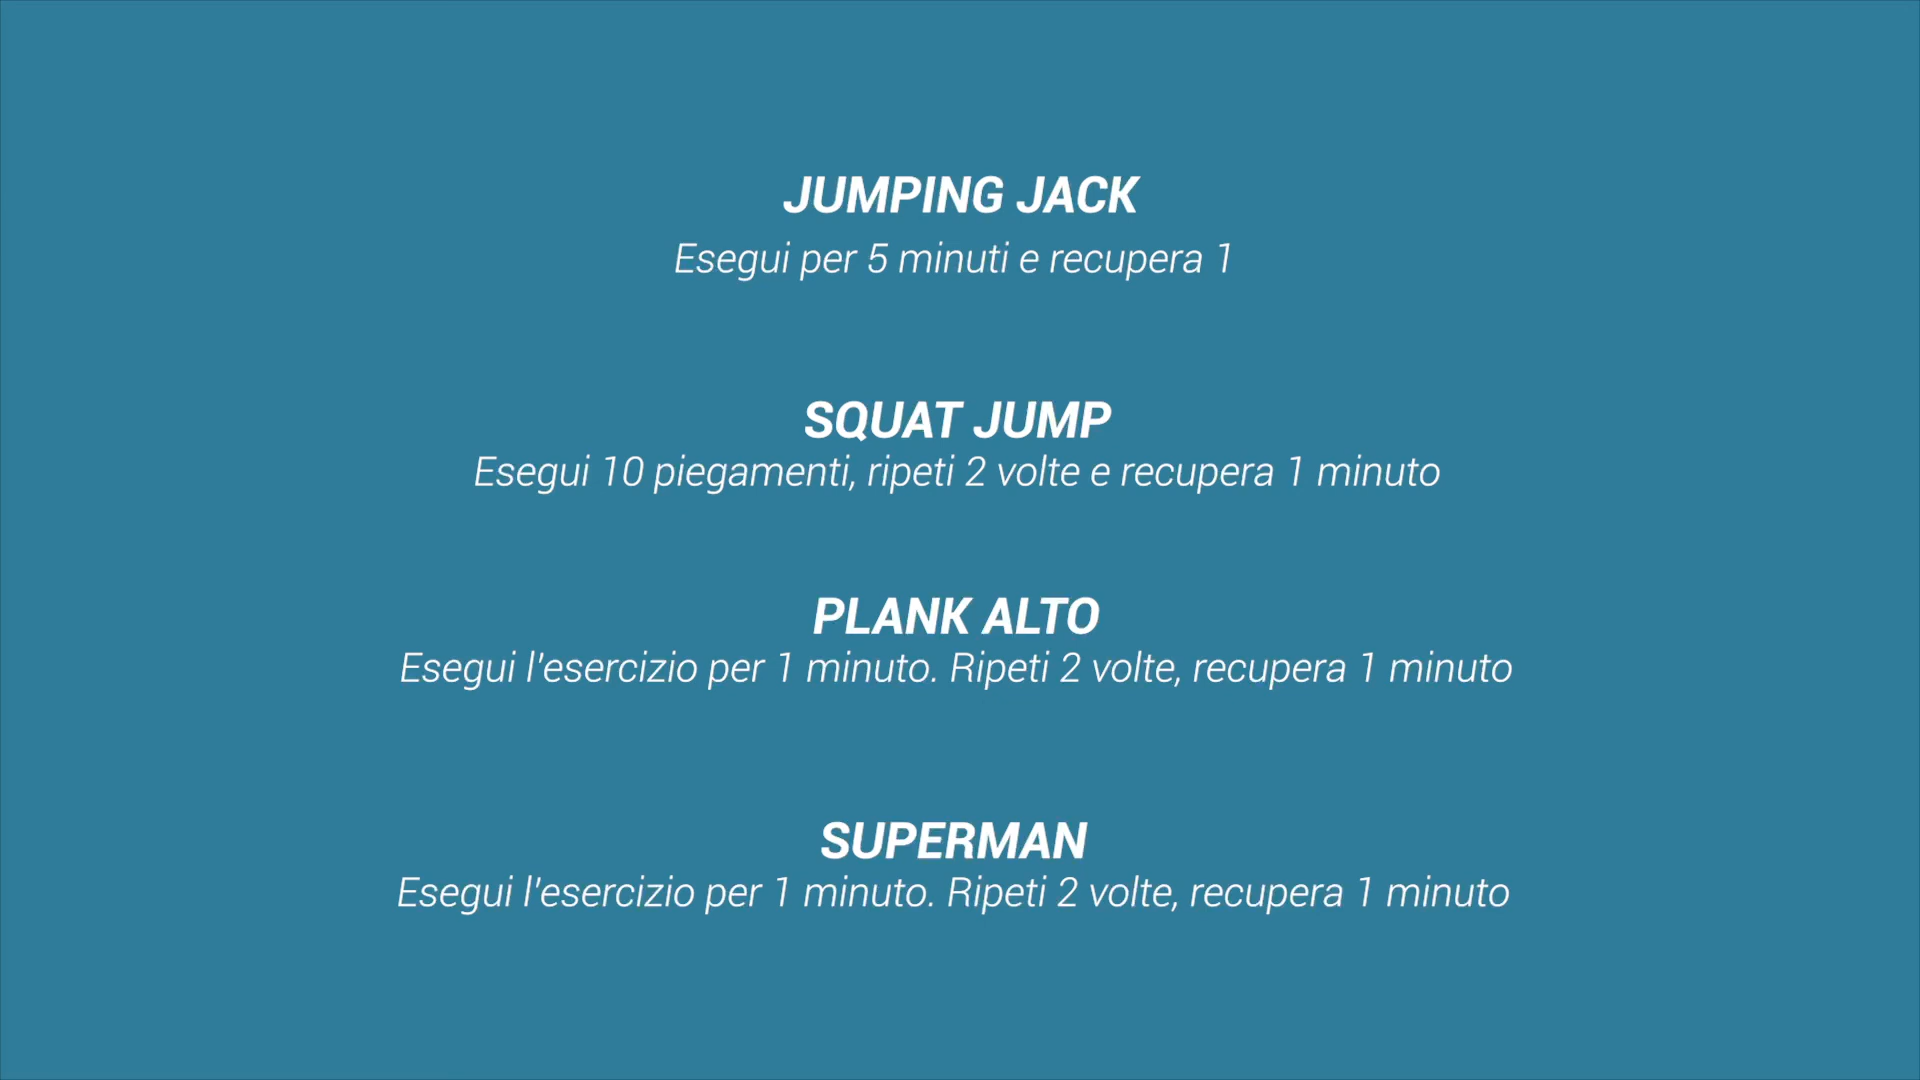 JUMPING JACK
Esegui per 5 minuti e recupera 1
SQUAT JUMP
Esegui 10 piegamenti, ripeti 2 volte e recupera 1 minuto
PLANK ALTO
Esegui l'esercizio per 1 minuto. Ripeti 2 volte, recupera 1 minuto
SUPERMAN
Esegui l'esercizio per 1 minuto. Ripeti 2 volte, recupera 1 minuto